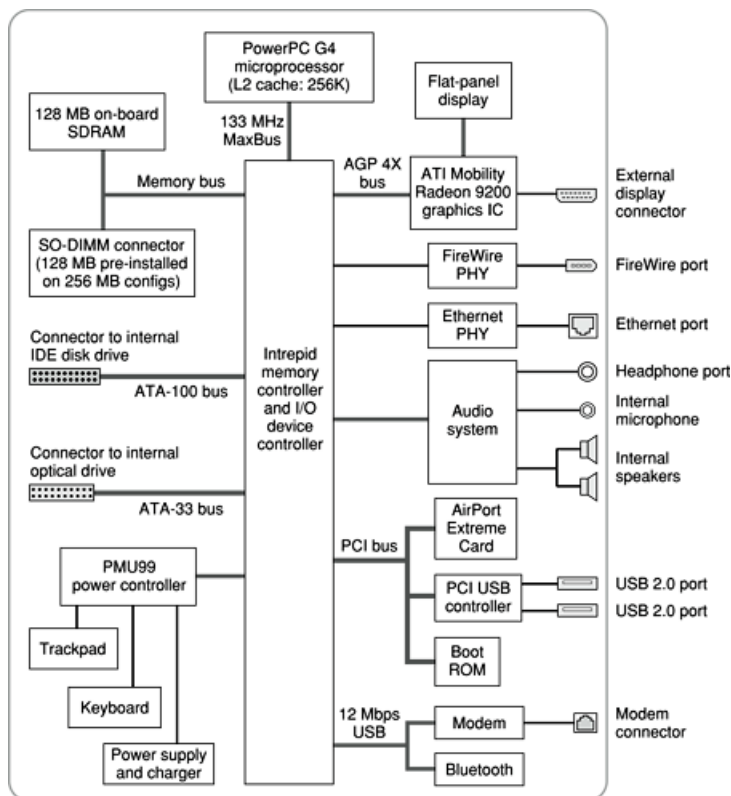 PowerPC G4
microprocessor
(L2 cache: 256K)
Flat-panel
display
128 MB on-board
SDRAM
133 MHz
MaxBus
Memory bus
AGP 4X
bus
ATI Mobility
Radeon 9200
graphics IC
External
display
connector
SO-DIMM connector
(128 MB pre-installed
on 256 MB configs)
FireWire
PHY
FireWire port
Ethernet
PHY
Ethernet port
Connector to internal
IDE disk drive
ATA-100 bus
Intrepid
memory
controller
and I/O
device
controller
Audio
system
Headphone port
Internal
microphone
Internal
speakers
Connector to internal
optical drive
ATA-33 bus
PCI bus
AirPort
Extreme
Card
PMU99
power controller
PCI USB
controller
USB 2.0 port
USB 2.0 port
Trackpad
Boot
ROM
Keyboard
12 Mbps
USB
Modem
Modem
connector
Power supply
and charger
Bluetooth